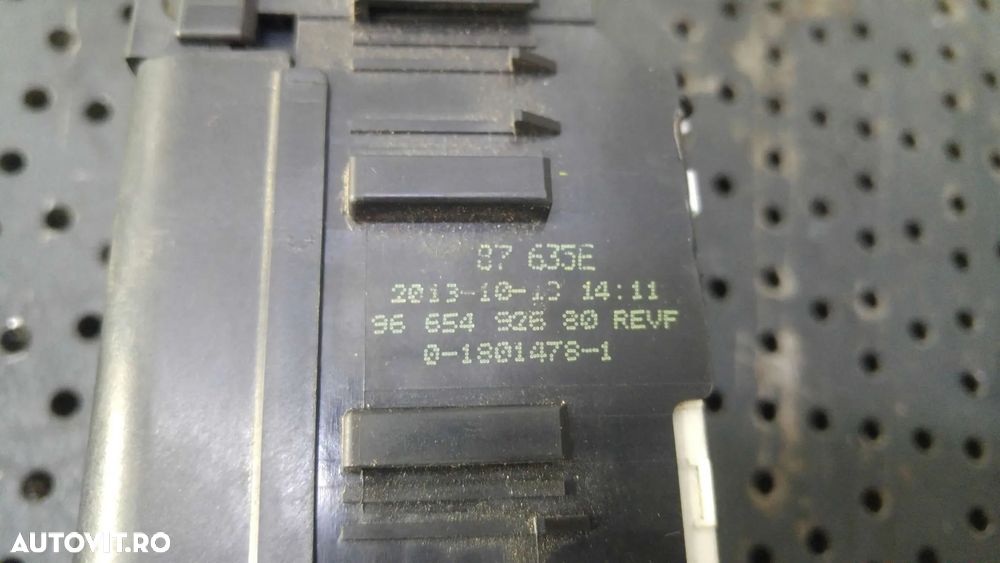 87 635E
2013-10-13 14:11
96 654 926 80 REVF
0-1801478-1
AUTOVIT.RO